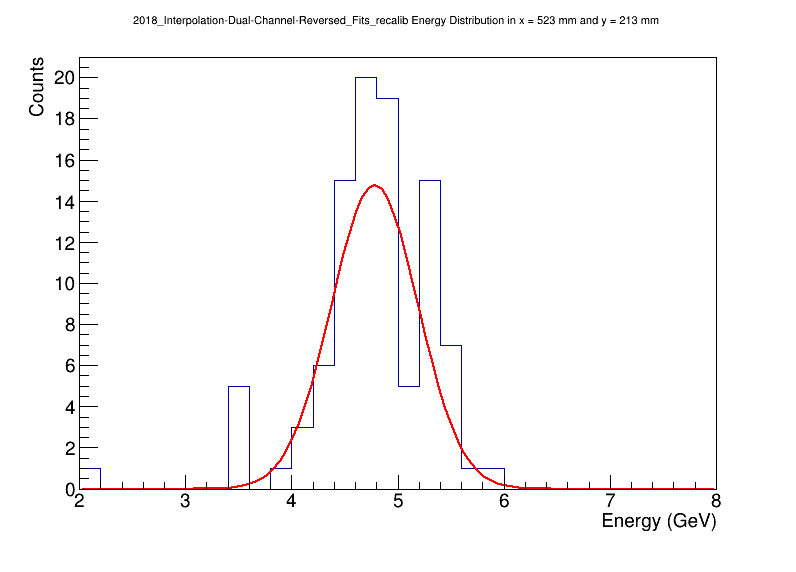 2018_Interpolation-Dual-Channel-Reversed_Fits_recalib Energy Distribution in x = 523 mm and y = 213 mm
Counts
20
18
16
14
12
10
8
6
4
2
0
2 3 4 5 6 7 8
Energy (GeV)